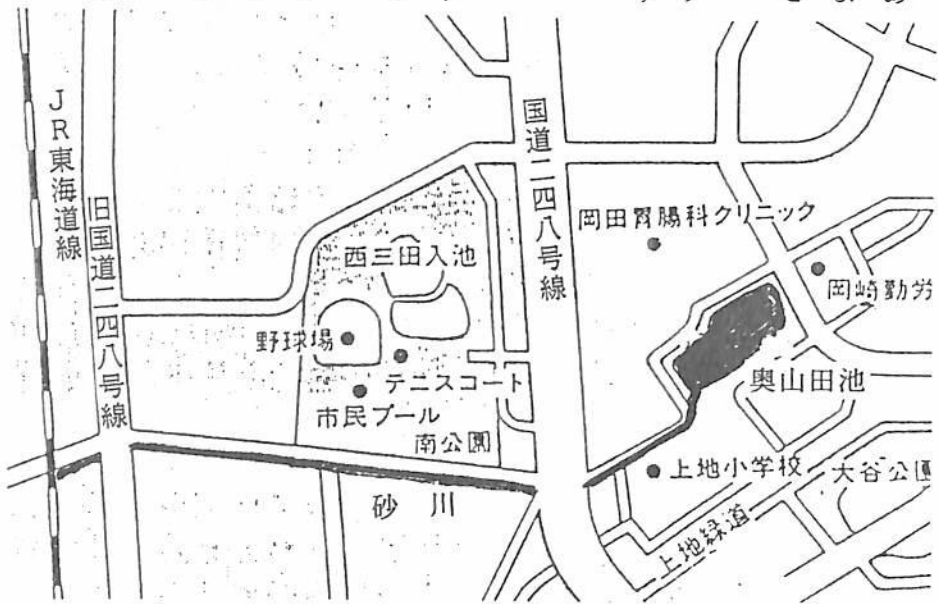 JR東海道線
旧国道二四八号線
国道二四八号線
岡田胃腸科クリニック
西三田入池
岡崎勤労
野球場
テニスコート
奥山田池
市民プール
南公園
上地小学校
大谷公園
砂川
上地緑道